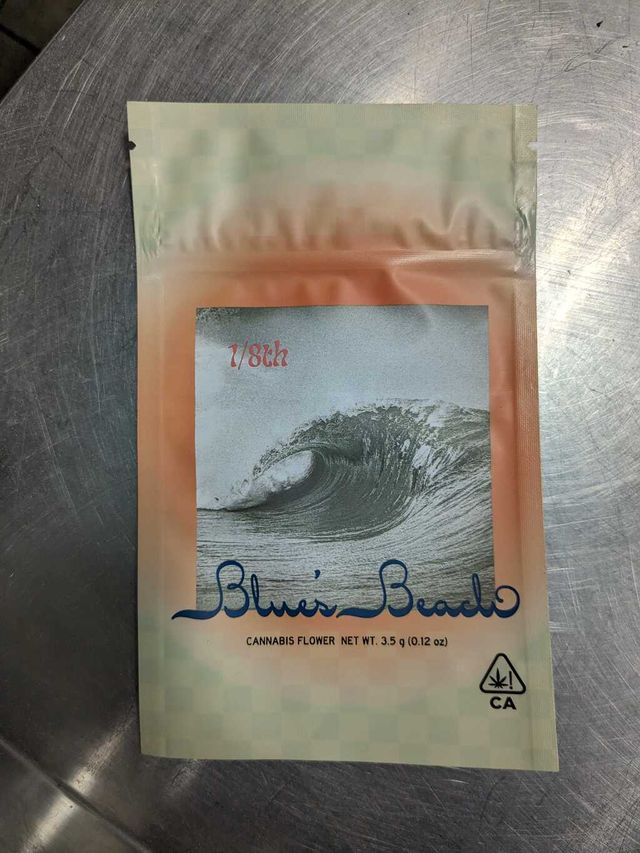 1/8th
Blue's Beach
CANNABIS FLOWER NET WT. 3.5 g (0.12 oz)
!
CA